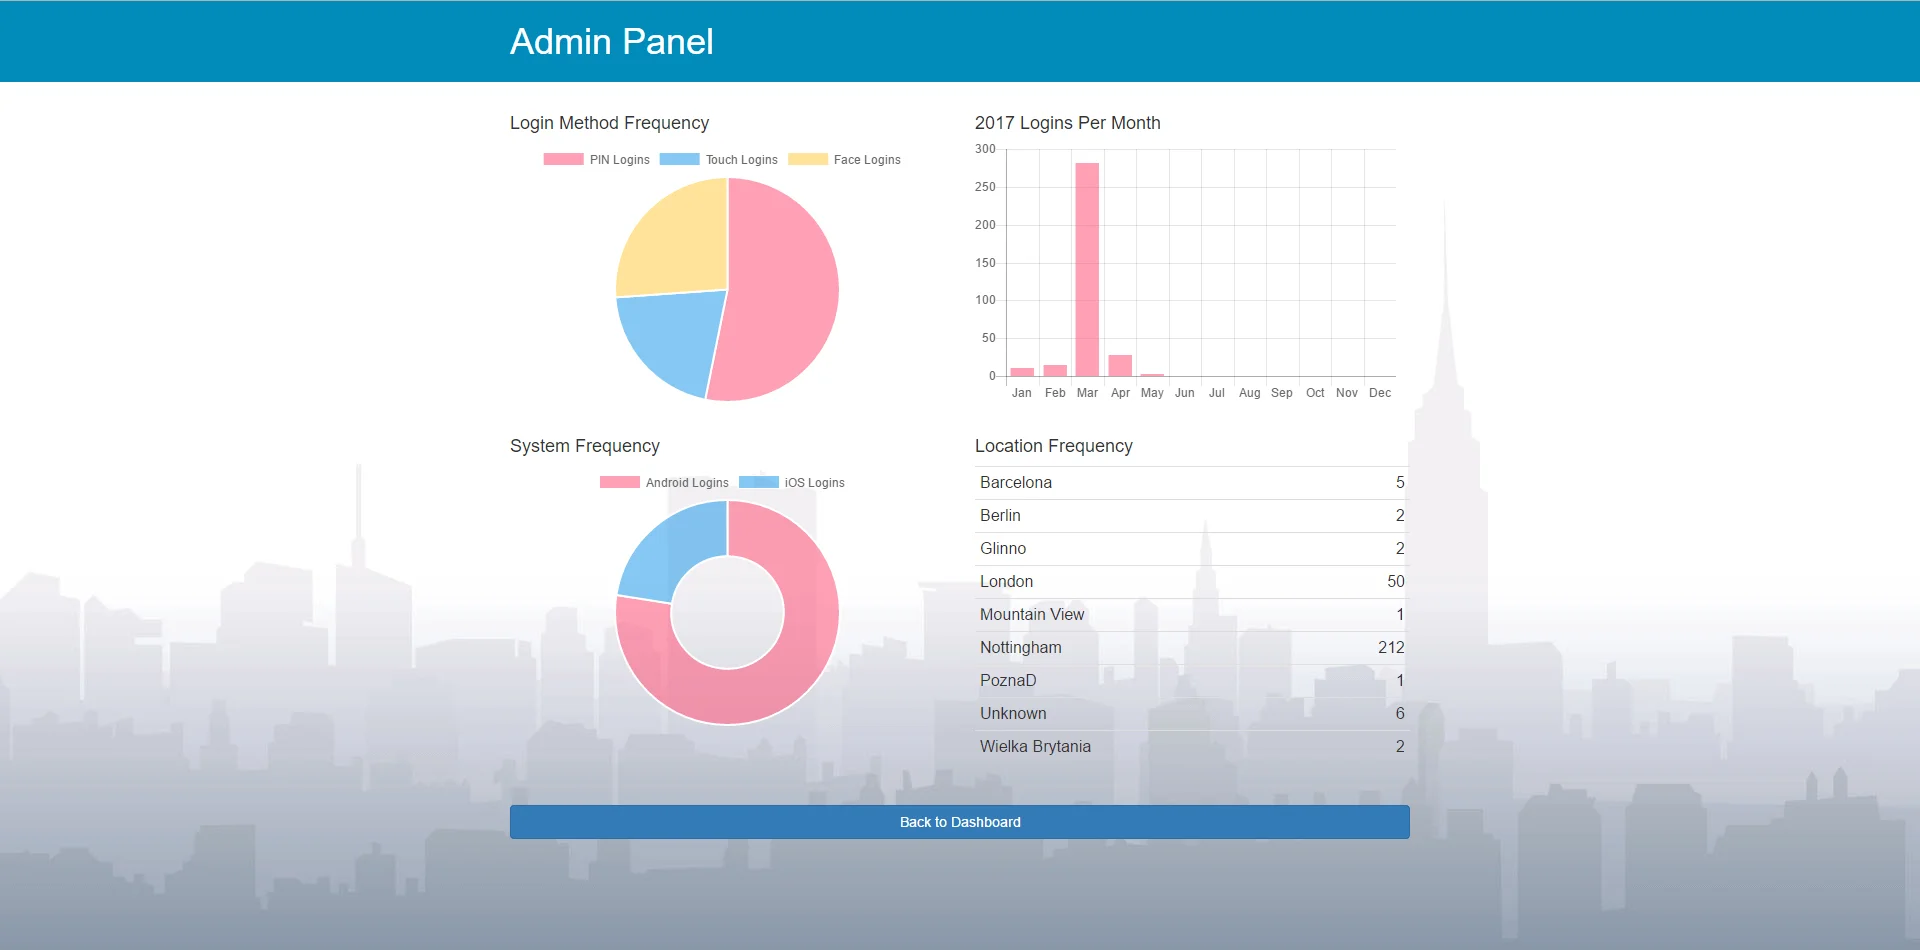 Admin Panel
Login Method Frequency
PIN Logins Touch Logins Face Logins
2017 Logins Per Month
300
250
200
150
100
50
0
Jan Feb Mar Apr May Jun Jul Aug Sep Oct Nov Dec
System Frequency
Android Logins iOS Logins
Location Frequency
Barcelona 5
Berlin 2
Glinno 2
London 50
Mountain View 1
Nottingham 212
PoznaD 1
Unknown 6
Wielka Brytania 2
Back to Dashboard